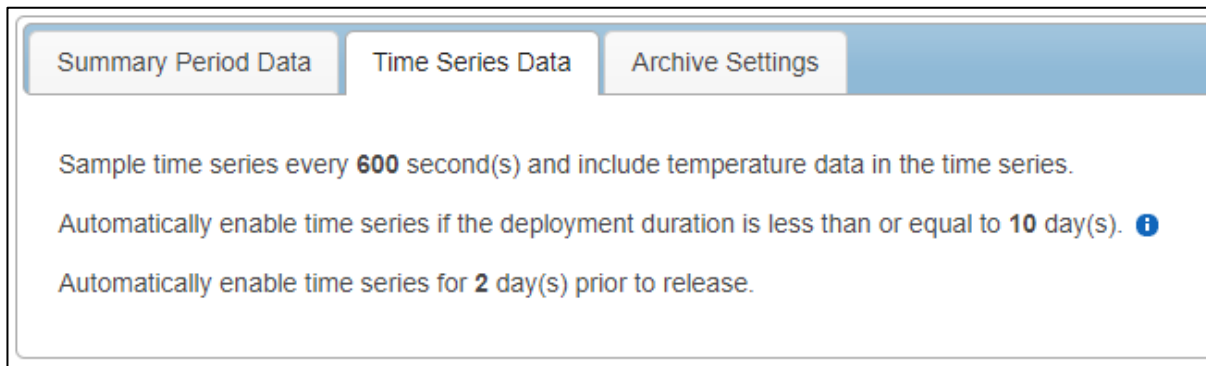 Summary Period Data Time Series Data Archive Settings
Sample time series every 600 second(s) and include temperature data in the time series.
Automatically enable time series if the deployment duration is less than or equal to 10 day(s). i
Automatically enable time series for 2 day(s) prior to release.